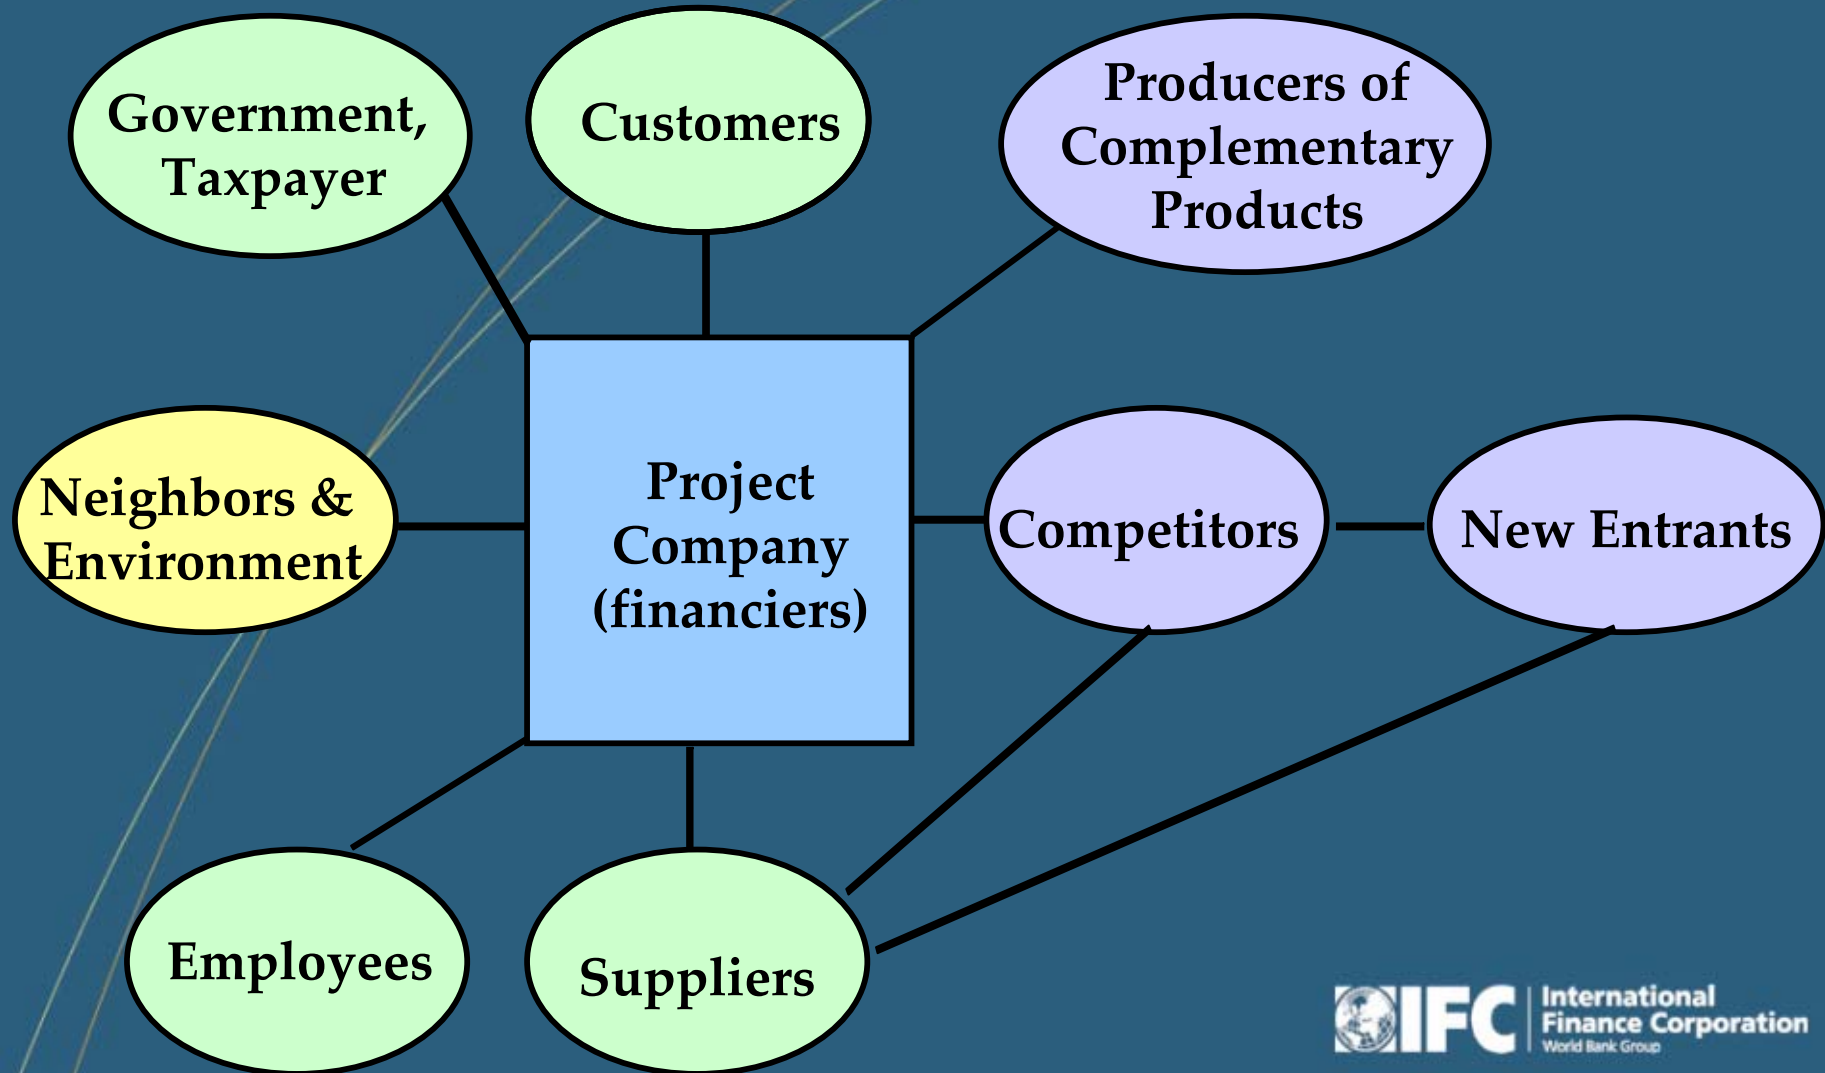 Government,
Taxpayer
Customers
Producers of
Complementary
Products
Neighbors &
Environment
Project
Company
(financiers)
Competitors
New Entrants
Employees
Suppliers
IFC
International
Finance Corporation
World Bank Group